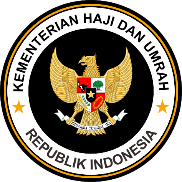 KEMENTERIAN HAJI DAN UMRAH
REPUBLIK INDONESIA